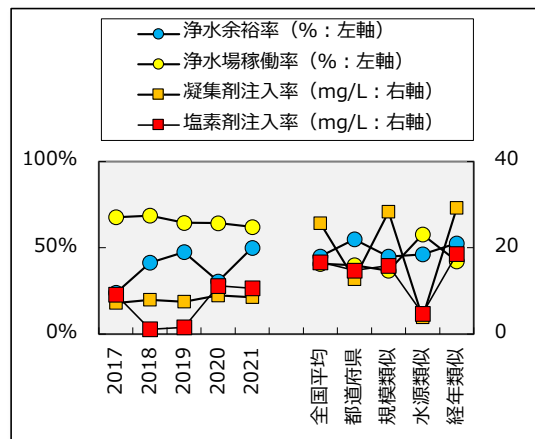 浄水余裕率（%：左軸）
浄水場稼働率（%：左軸）
凝集剤注入率（mg/L：右軸）
塩素剤注入率（mg/L：右軸）
100%
50%
0%
40
20
0
2017
2018
2019
2020
2021
全国平均
都道府県
規模類似
水源類似
経年類似